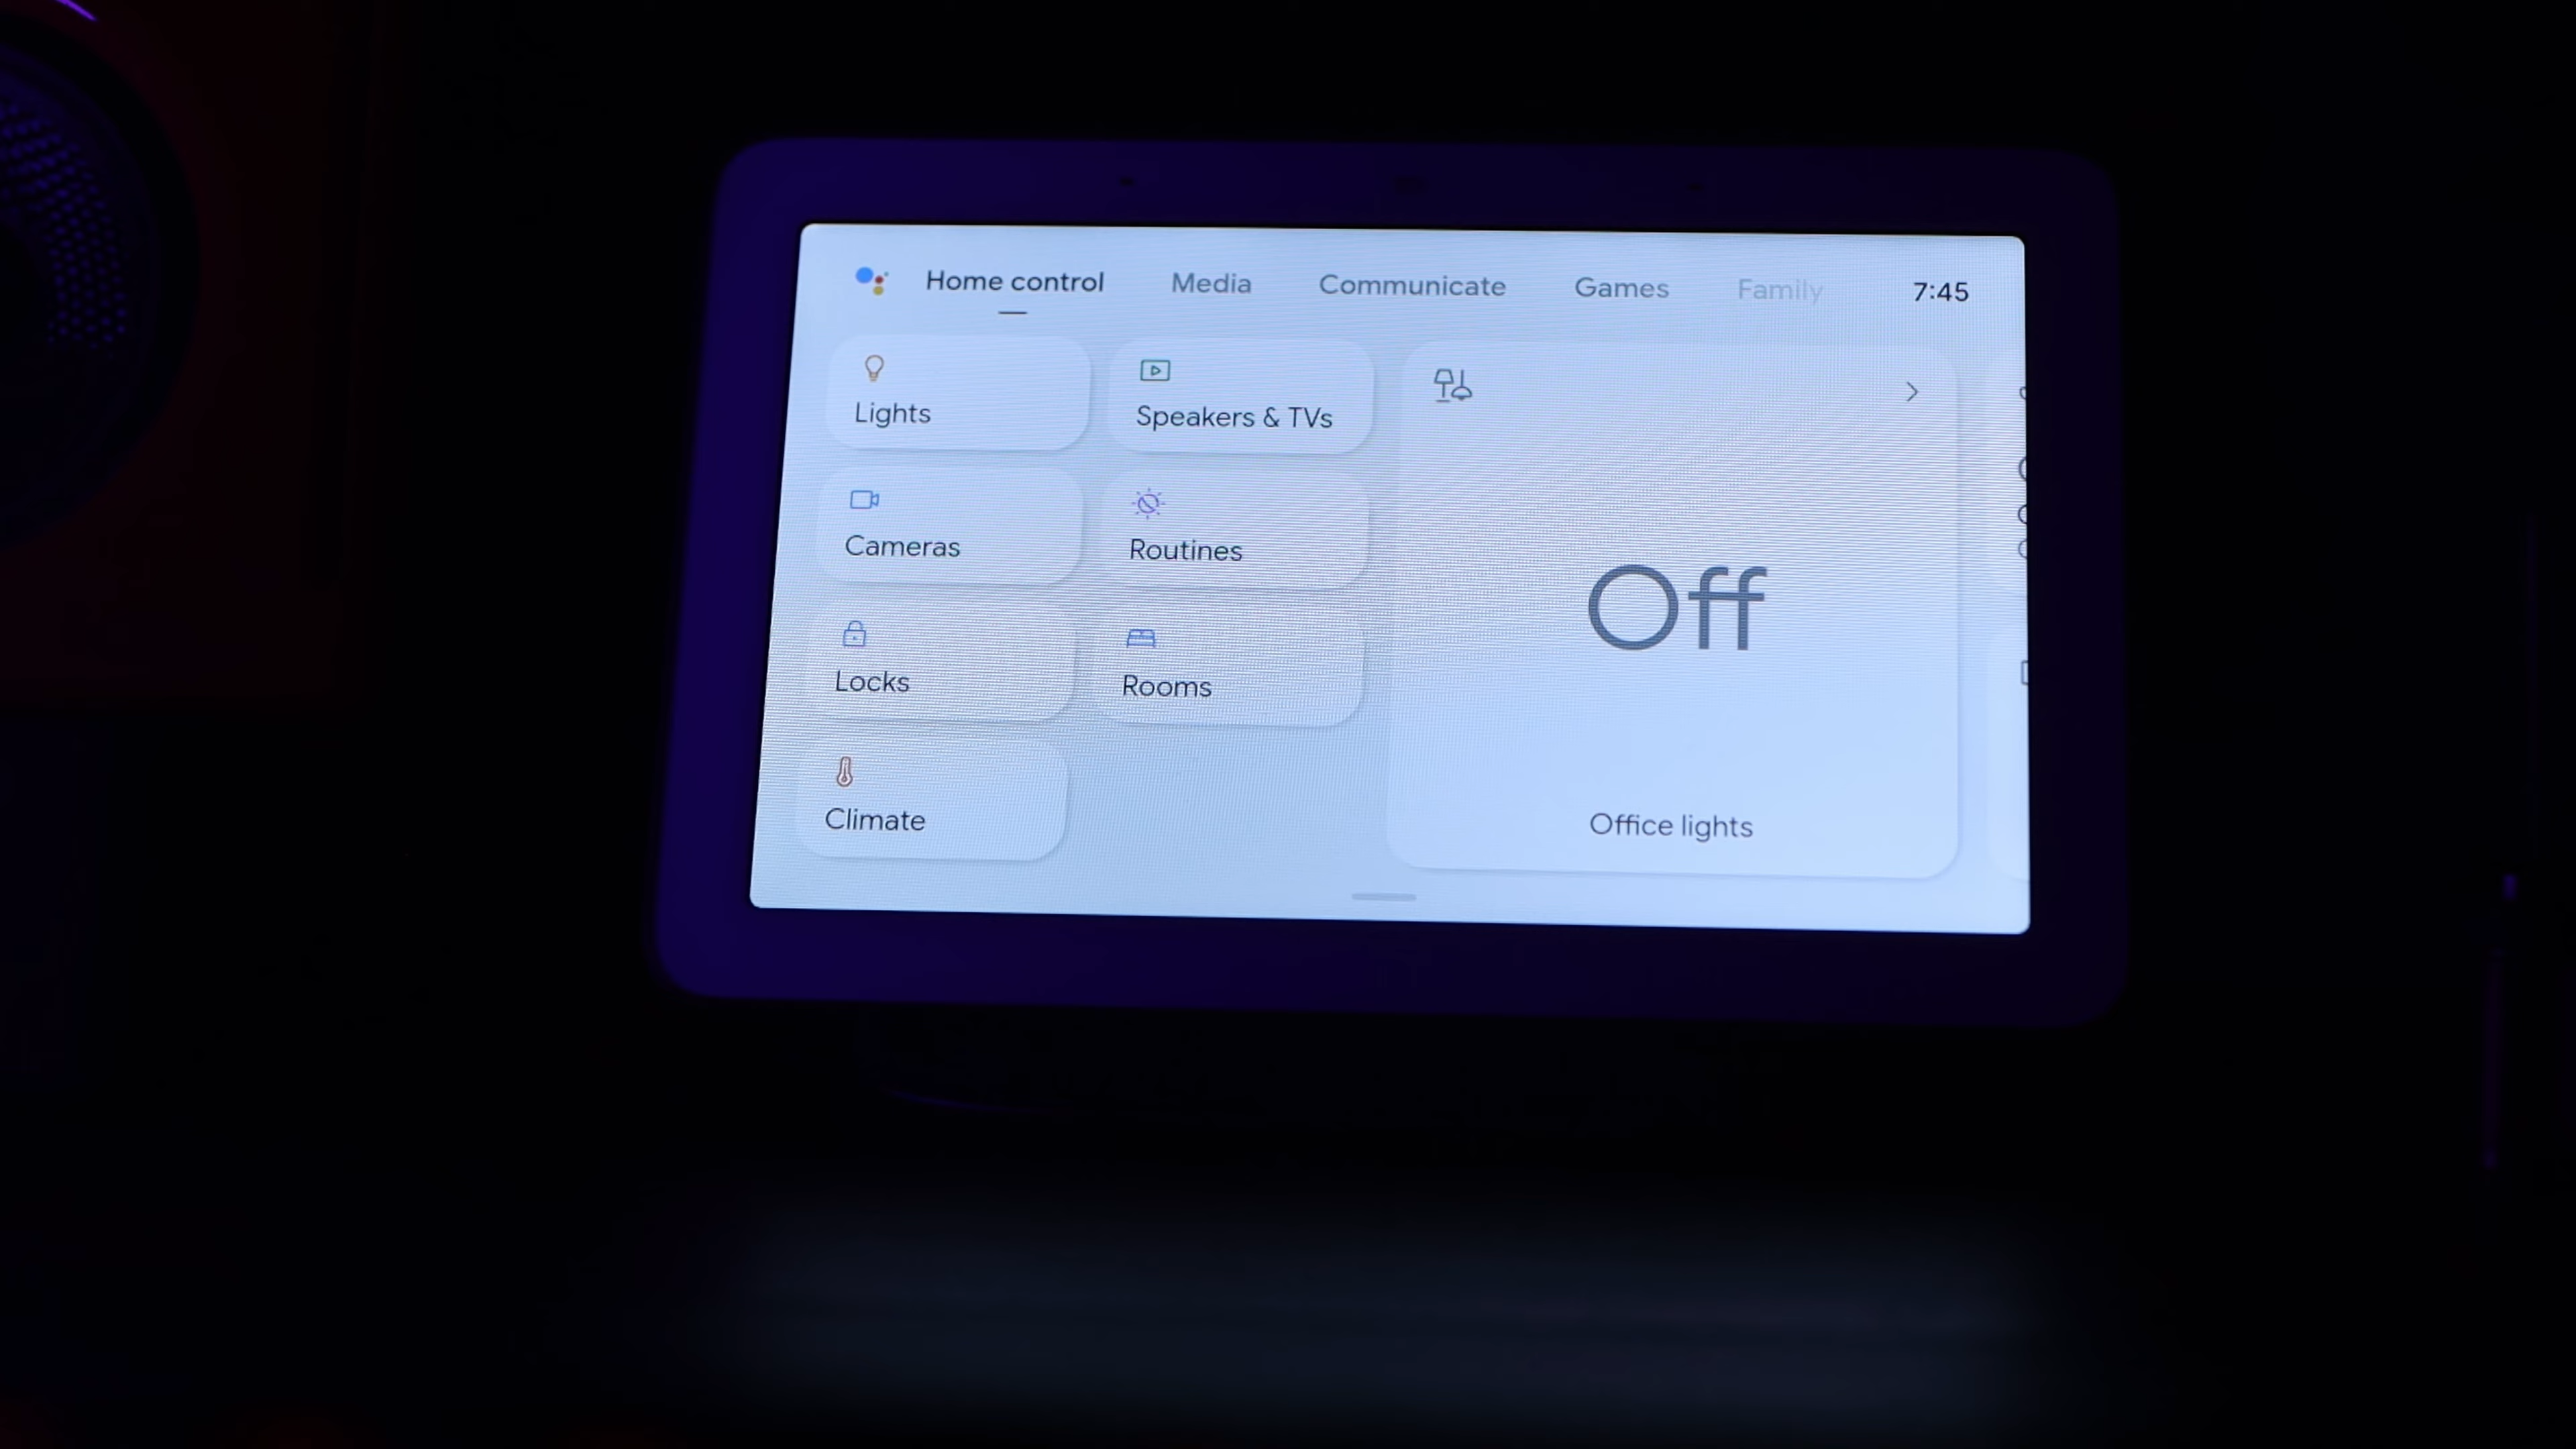 Home control Media Communicate Games Family 7:45
Lights
Speakers & TVs
Cameras
Routines
Locks
Rooms
Climate
Off
Office lights